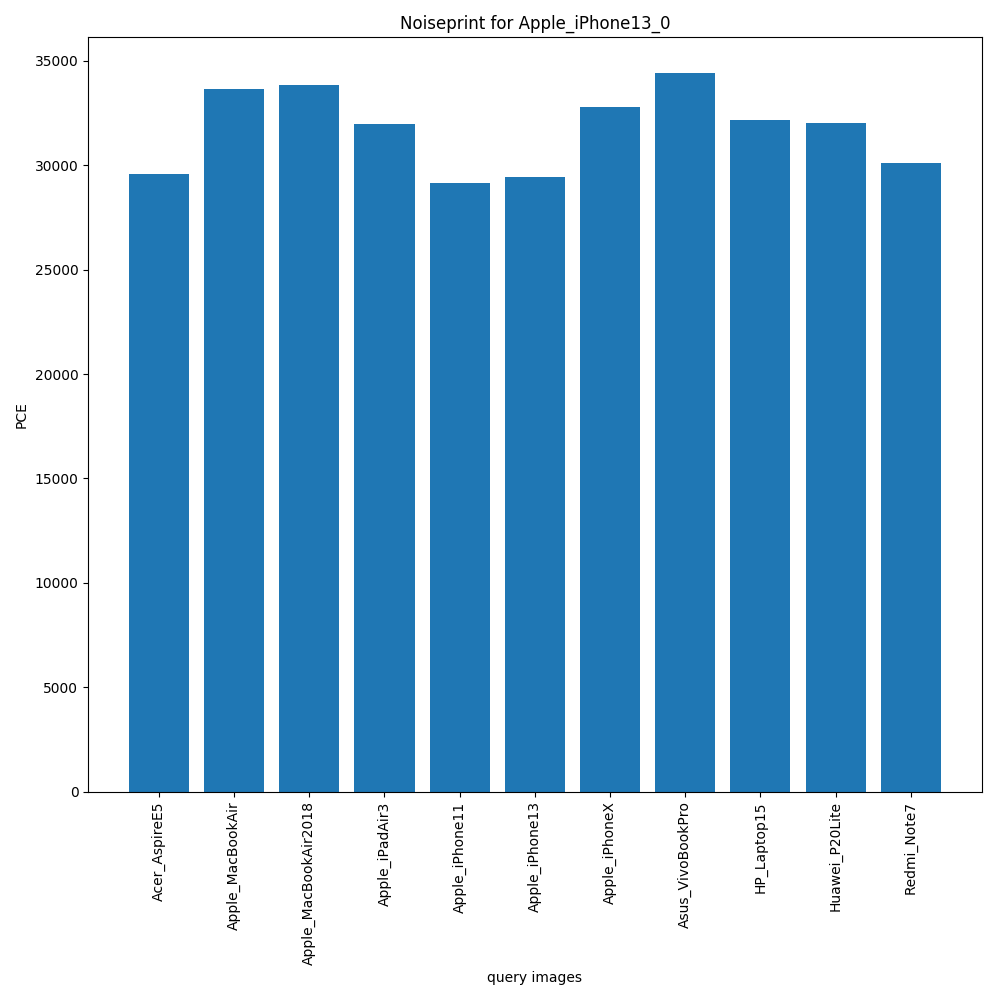 Noiseprint for Apple_iPhone13_0
PCE
35000
30000
25000
20000
15000
10000
5000
0
Acer_AspireE5
Apple_MacBookAir
Apple_MacBookAir2018
Apple_iPadAir3
Apple_iPhone11
Apple_iPhone13
Apple_iPhoneX
Asus_VivoBookPro
HP_Laptop15
Huawei_P20Lite
Redmi_Note7
query images